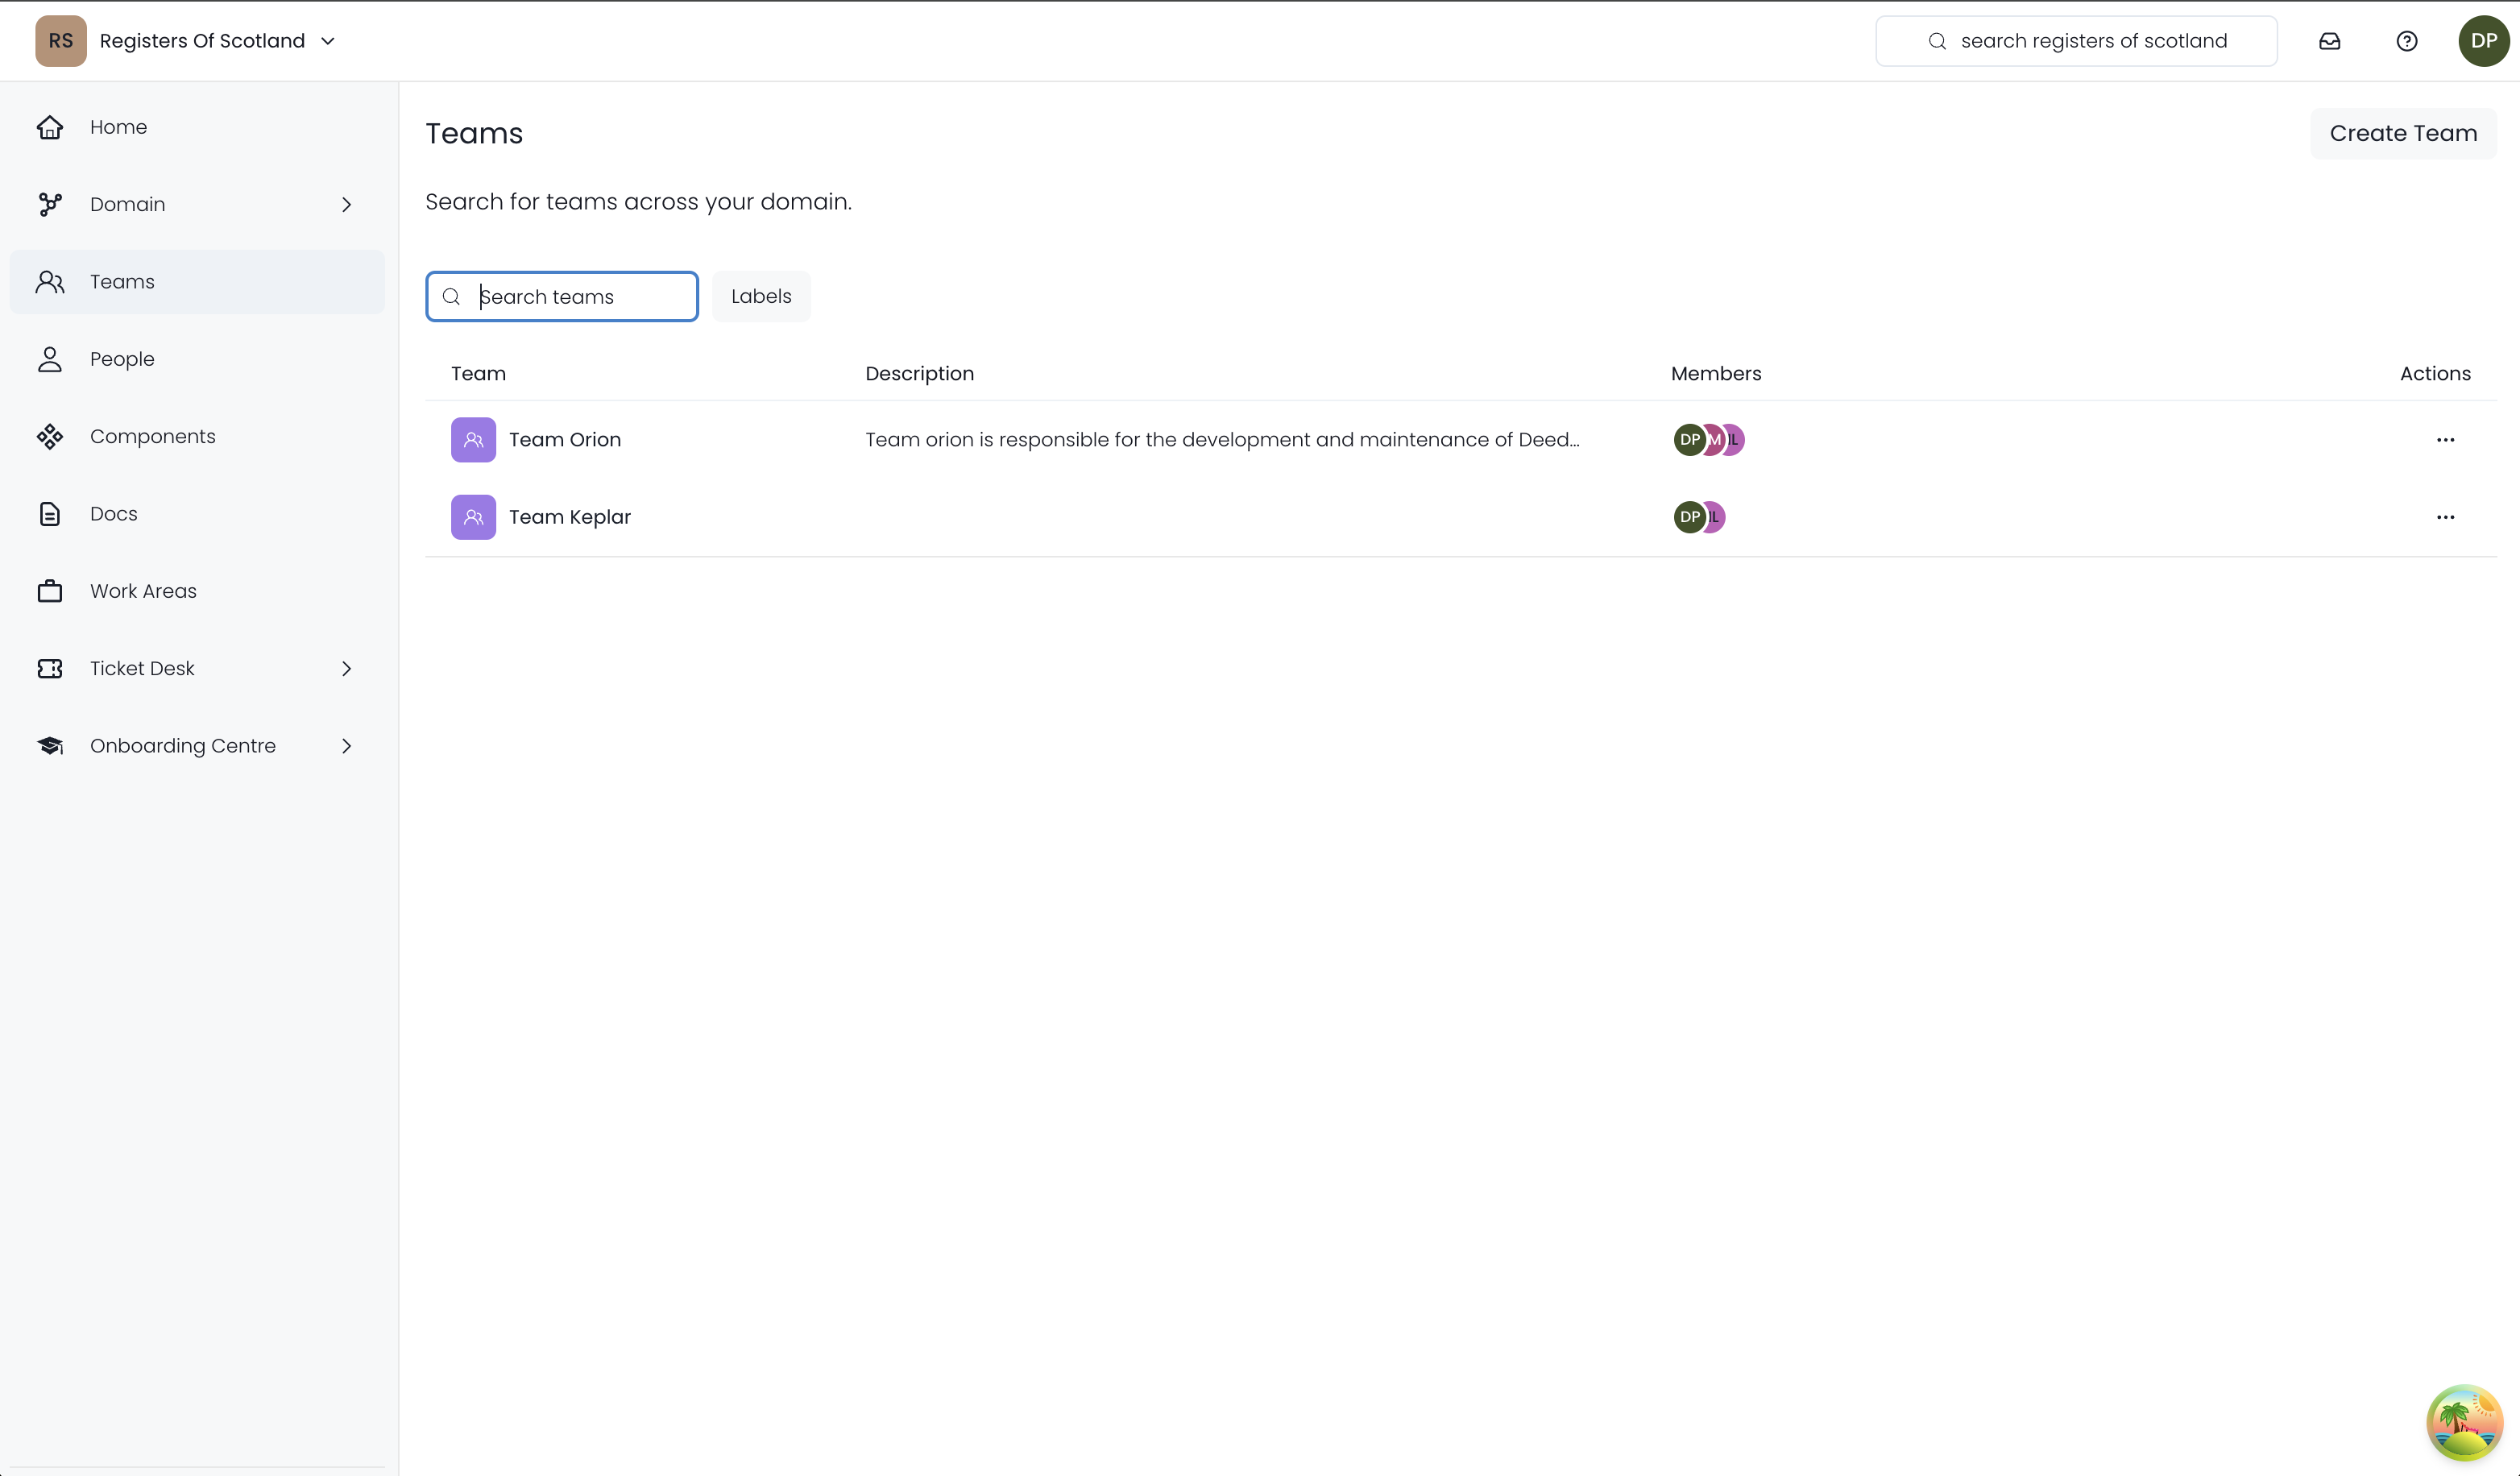 RS Registers Of Scotland
search registers of scotland
DP
Home
Domain
Teams
People
Components
Docs
Work Areas
Ticket Desk
Onboarding Centre
Teams
Create Team
Search for teams across your domain.
Search teams
Labels
Team Description Members Actions
Team Orion Team orion is responsible for the development and maintenance of Deed... DP M IL
Team Keplar DP IL